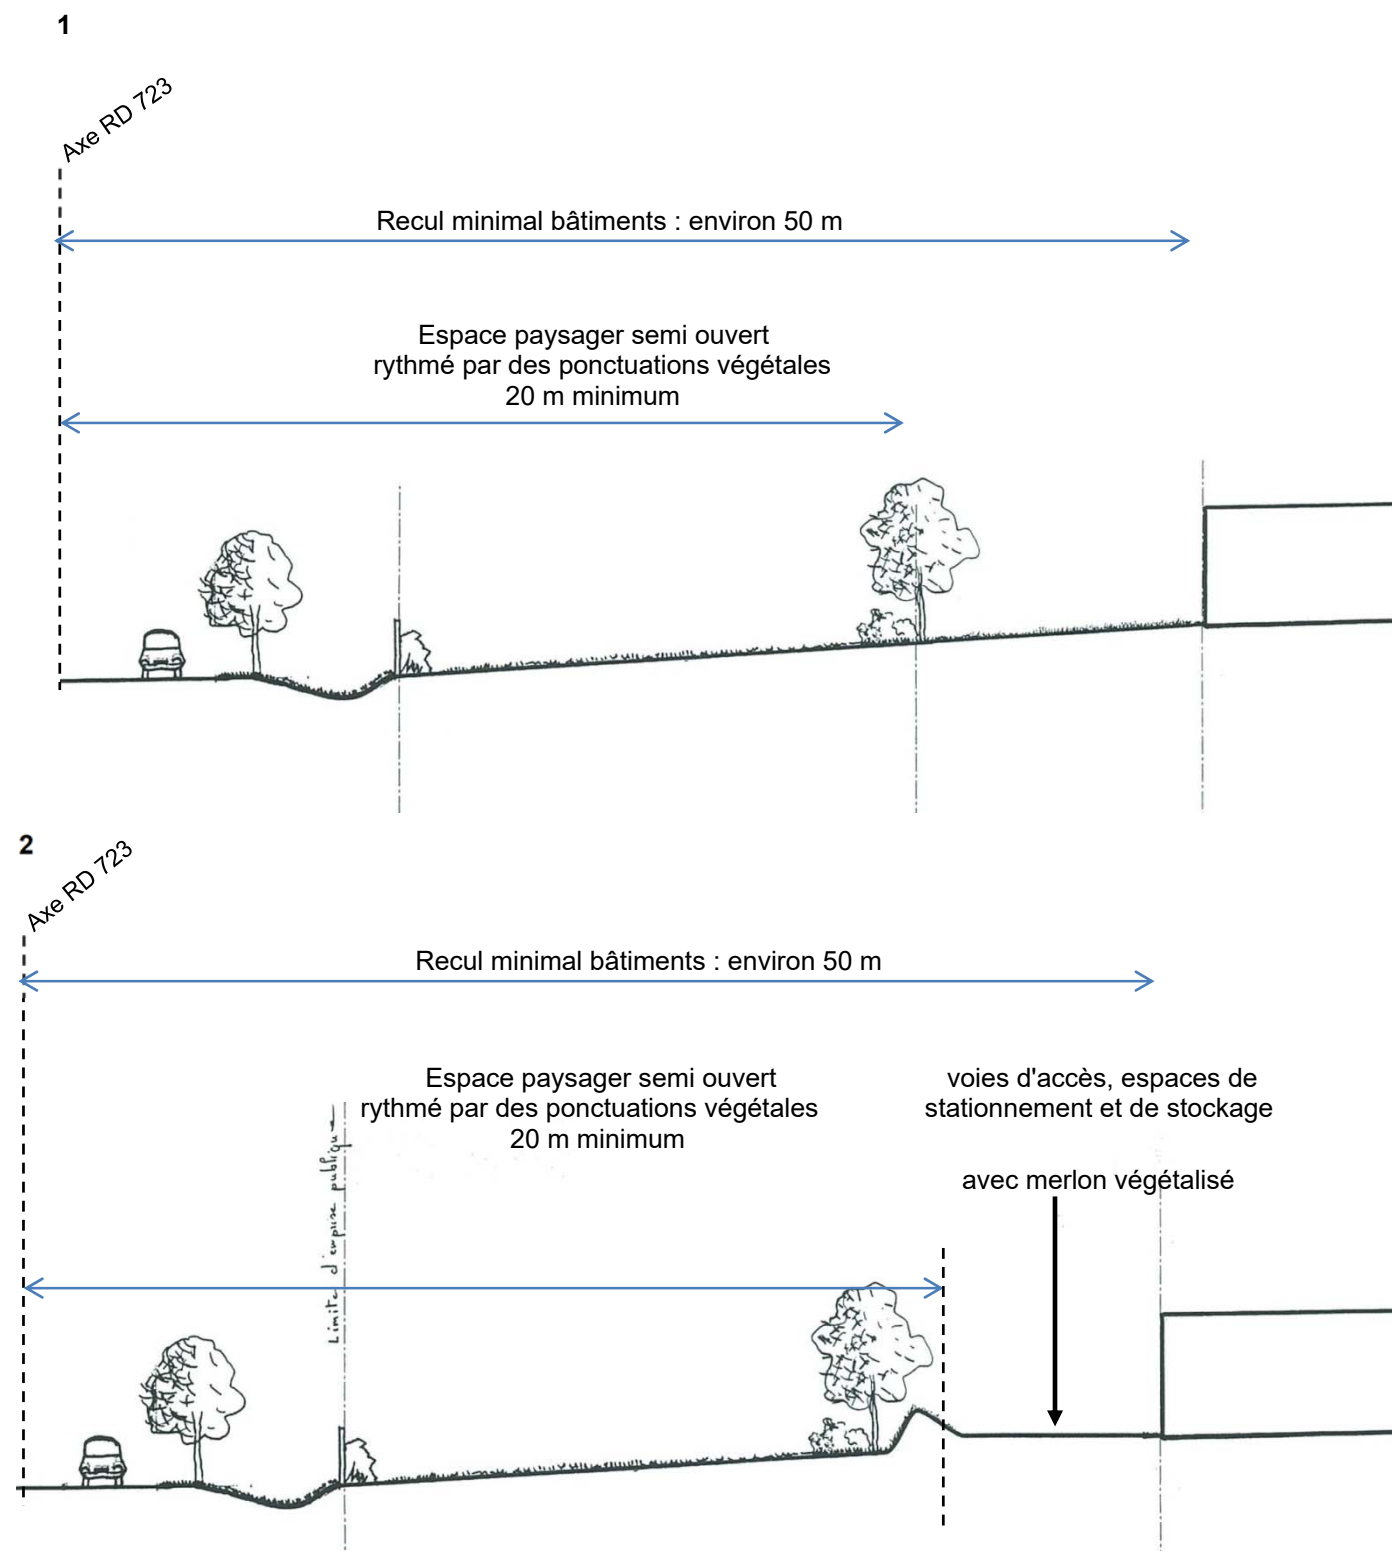 1
Axe RD 723
Recul minimal bâtiments : environ 50 m
Espace paysager semi ouvert
rythmé par des ponctuations végétales
20 m minimum
2
Axe RD 723
Recul minimal bâtiments : environ 50 m
Espace paysager semi ouvert
rythmé par des ponctuations végétales
20 m minimum
voies d'accès, espaces de
stationnement et de stockage
avec merlon végétalisé
Limite d'emprise publique